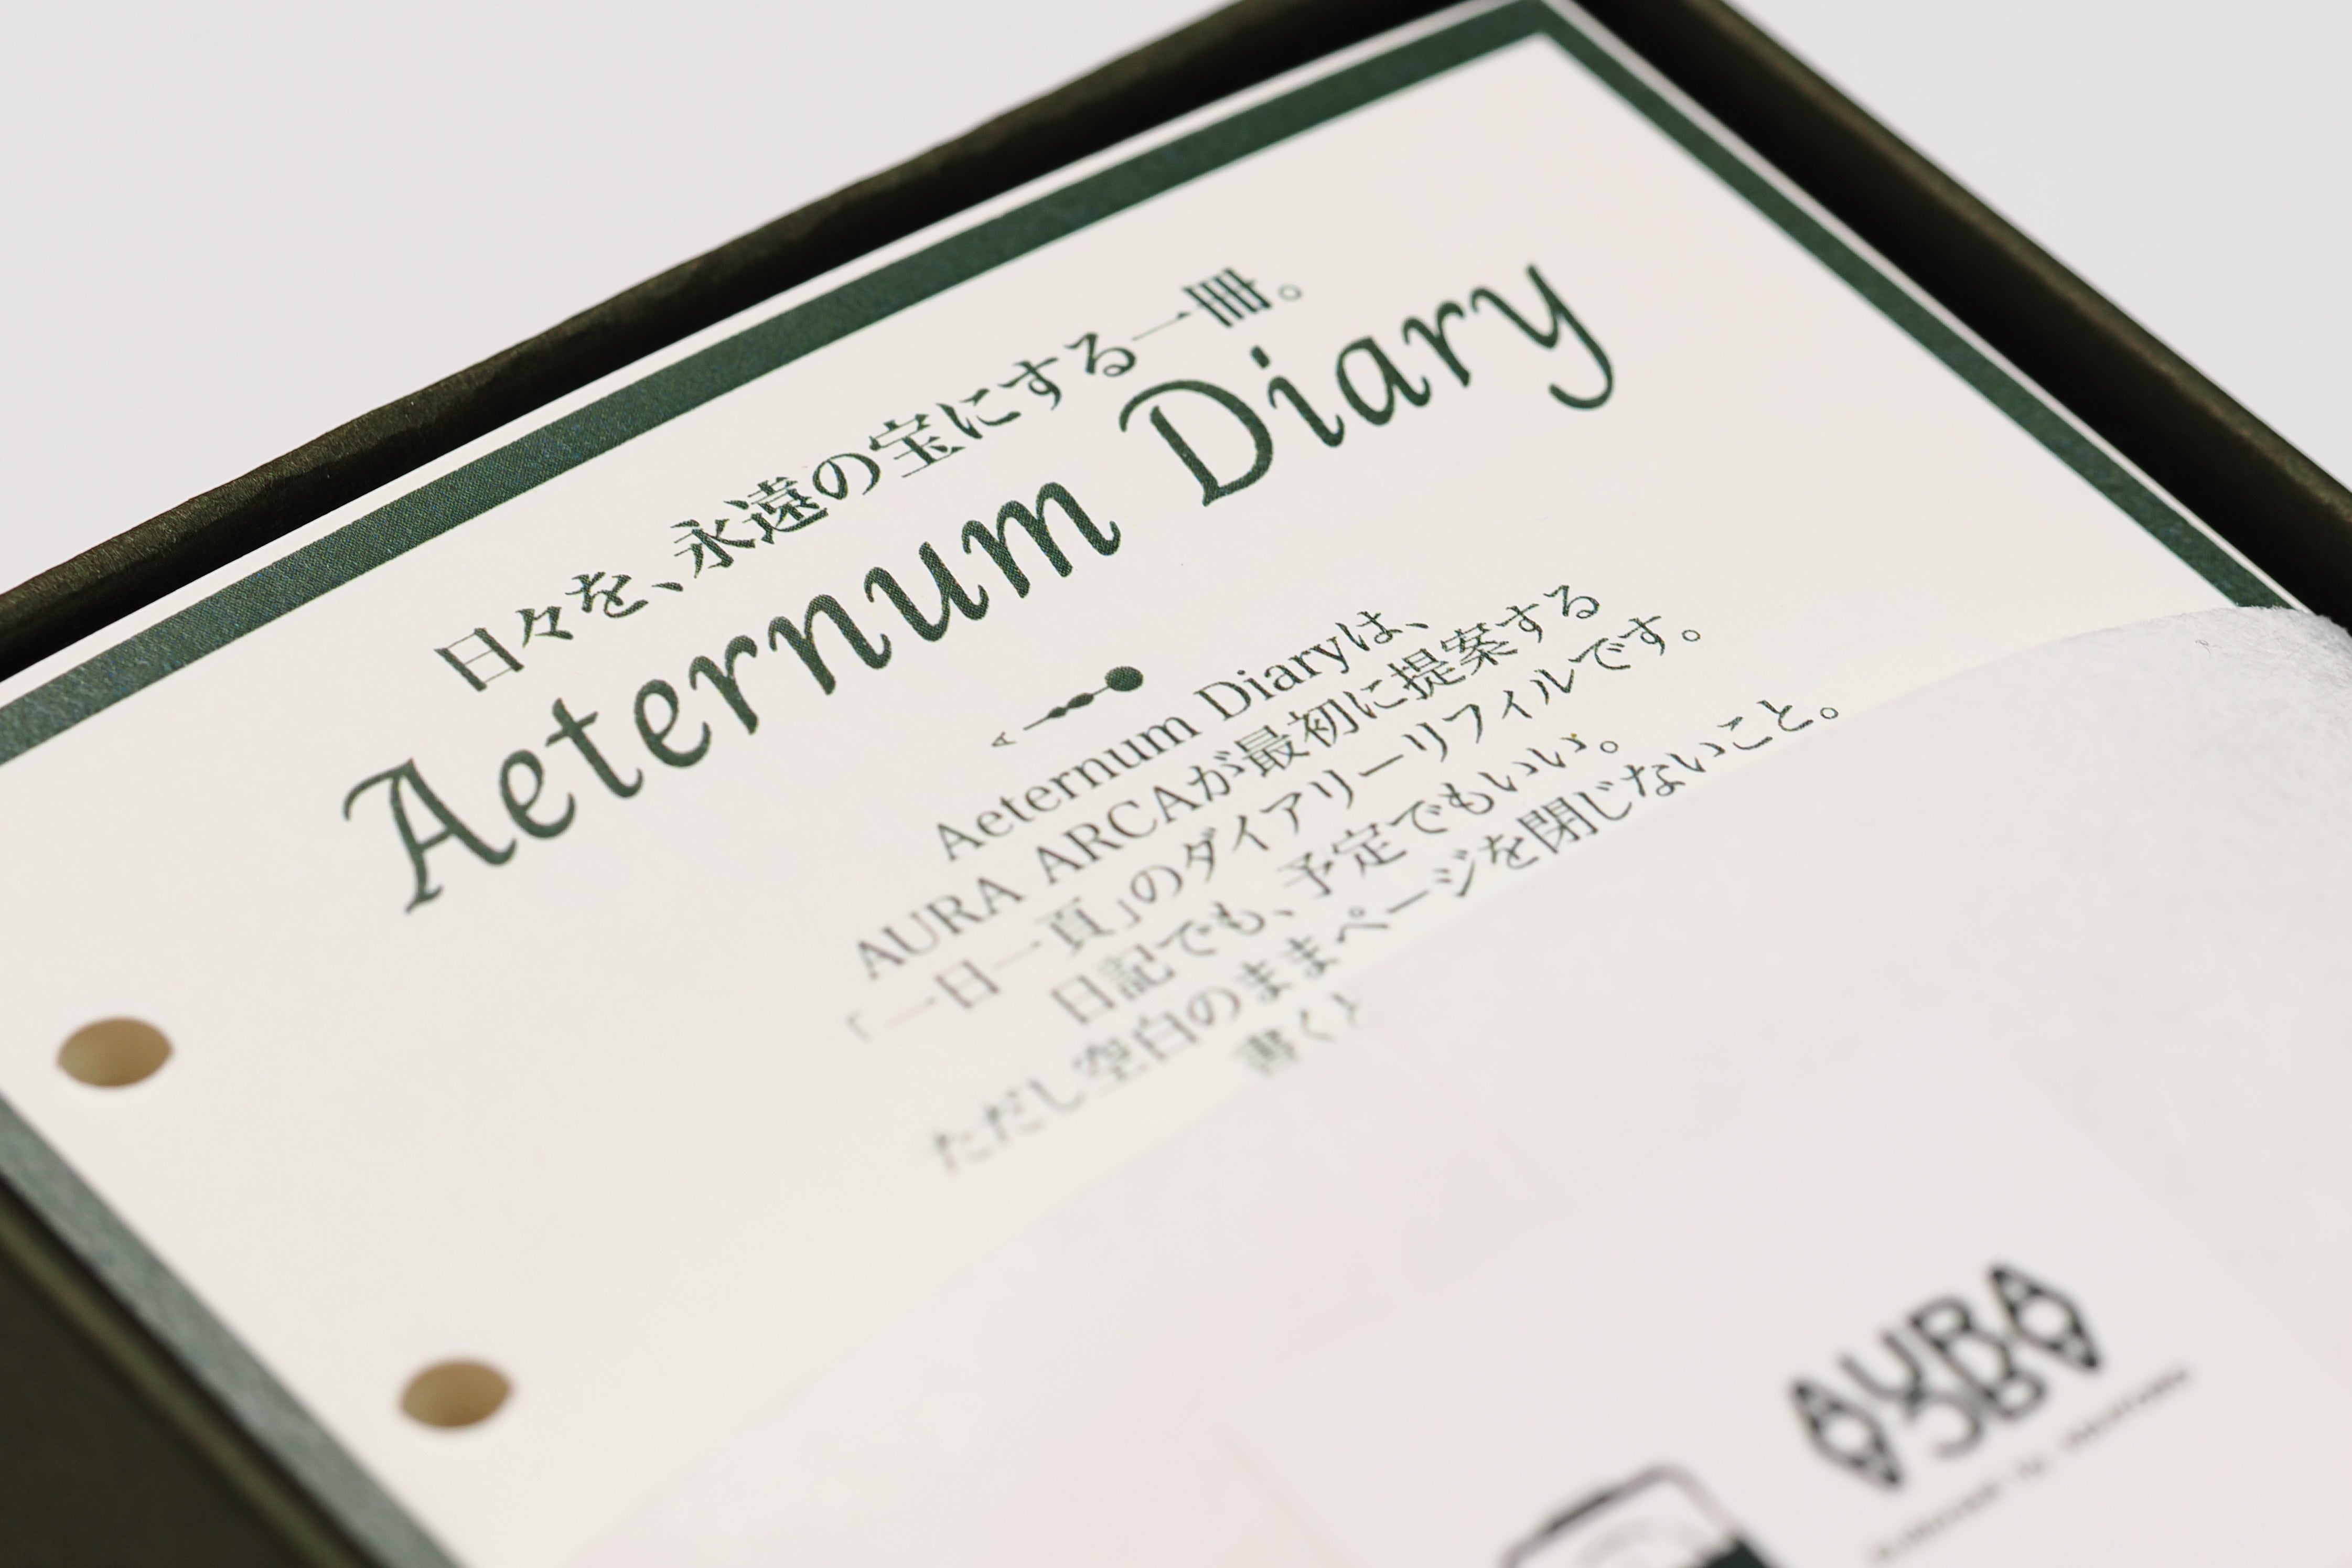 日々を、永遠の宝にする一冊。
Aeternum Diary
A
Aeternum Diaryは、
AURA ARCAが最初に提案する
「一日一頁」のダイアリーリフィルです。
日記でも、予定でもいい。
ただし空白のままページを閉じないこと。
書くと
AURA